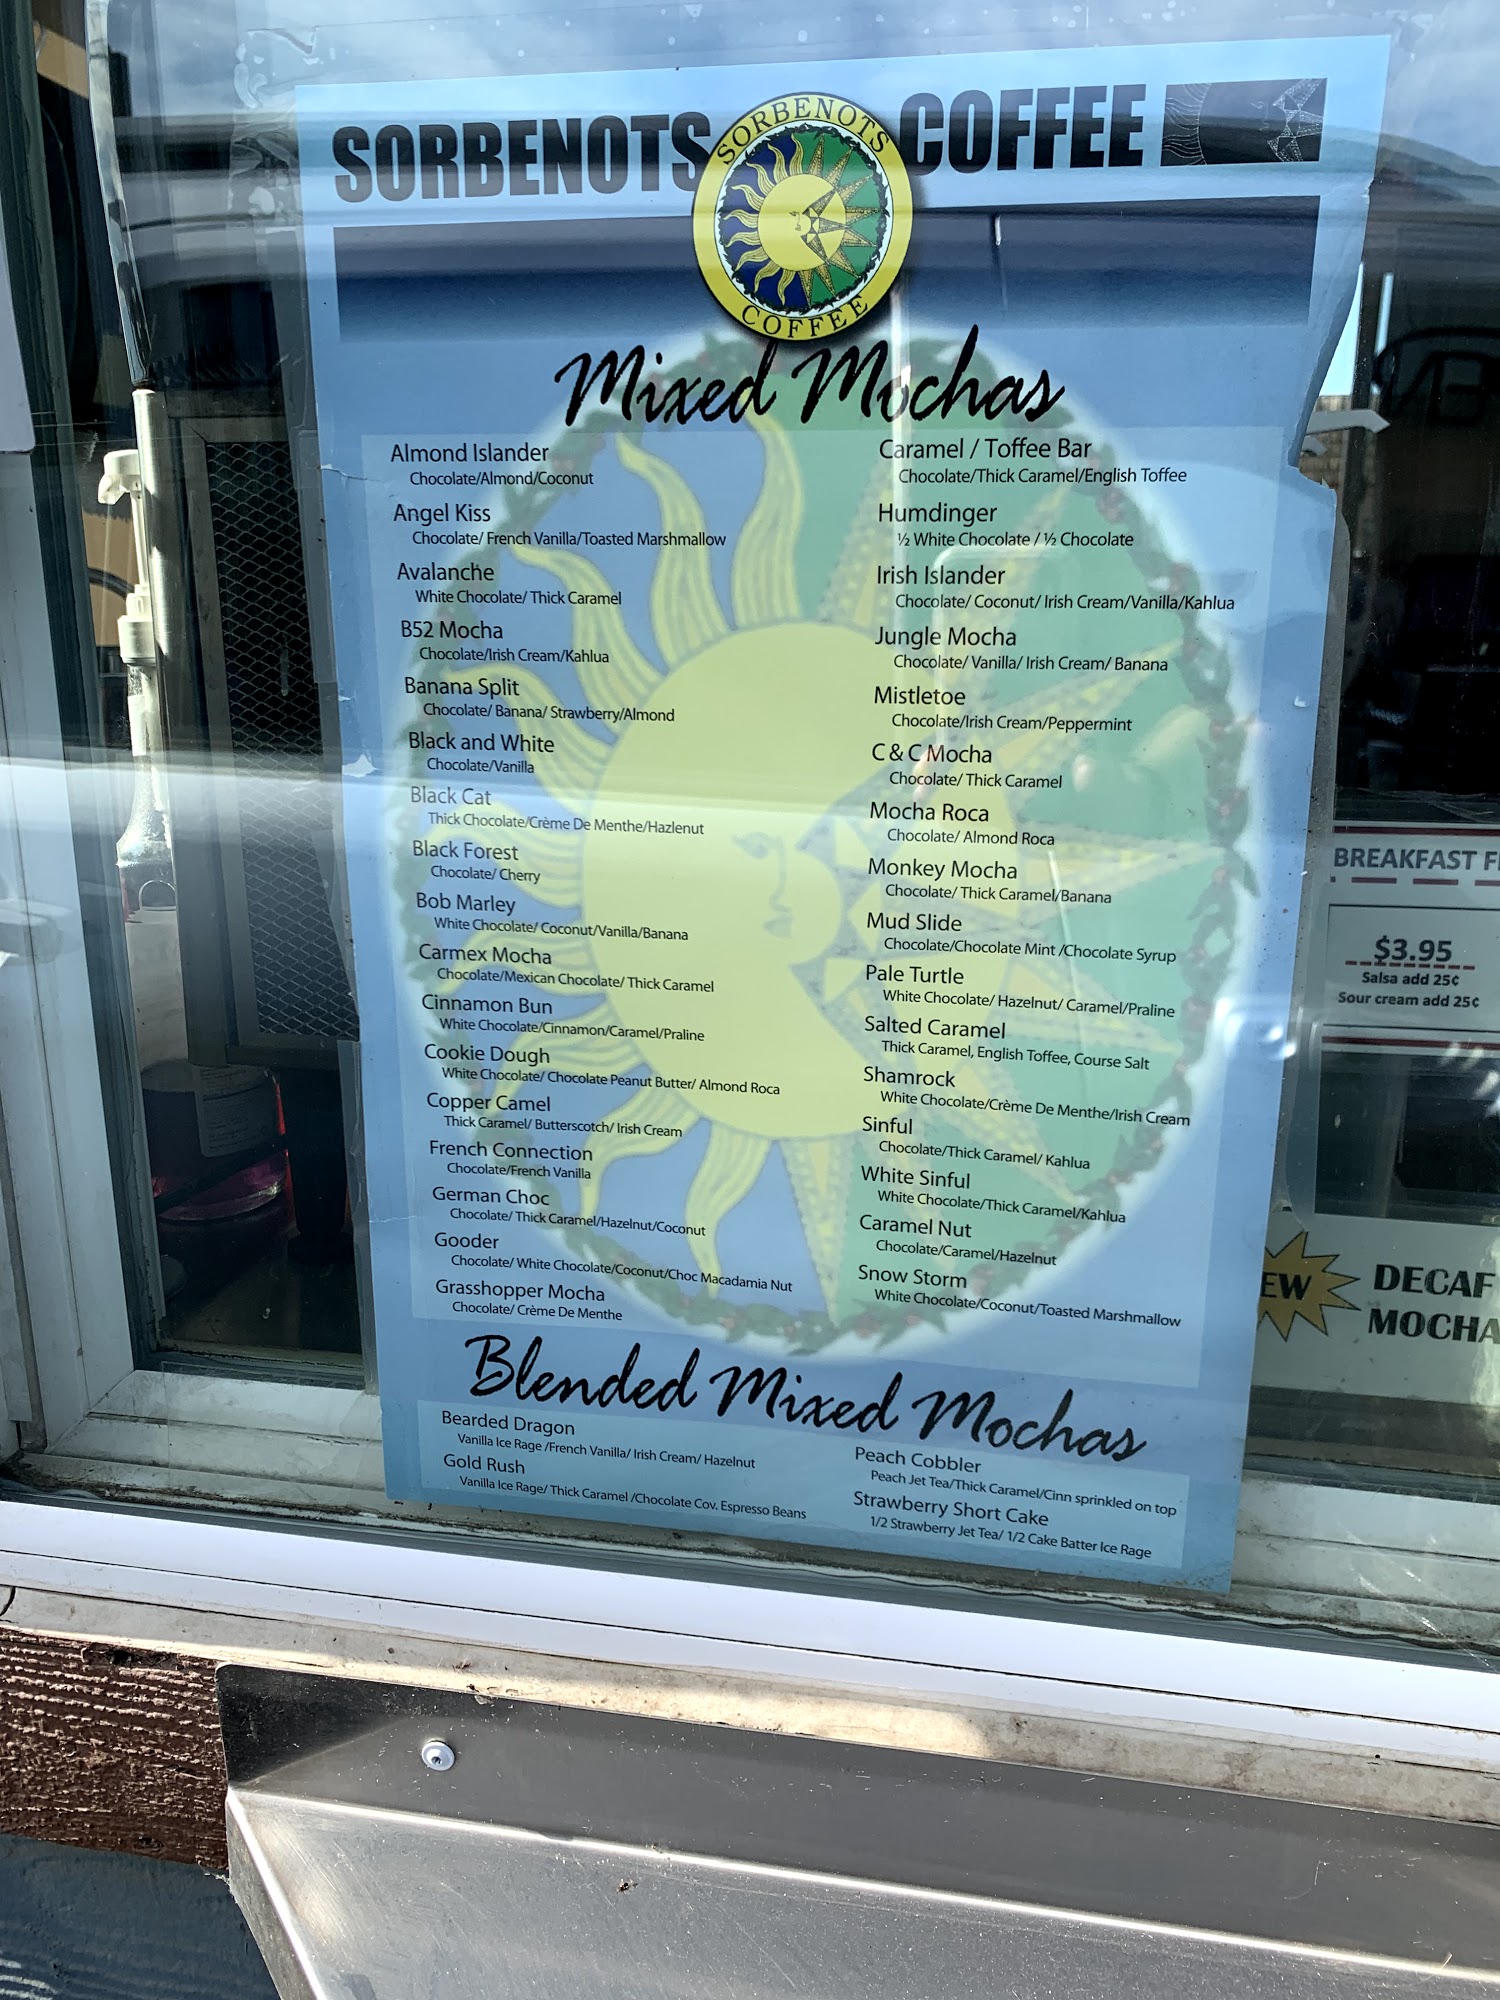 SORBENOTS COFFEE
SORBENOTS
COFFEE
Mixed Mochas
Almond Islander
Chocolate/Almond/Coconut
Angel Kiss
Chocolate/ French Vanilla/Toasted Marshmallow
Avalanche
White Chocolate/ Thick Caramel
B52 Mocha
Chocolate/Irish Cream/Kahlua
Banana Split
Chocolate/ Banana/ Strawberry/Almond
Black and White
Chocolate/Vanilla
Black Cat
Thick Chocolate/Crème De Menthe/Hazlenut
Black Forest
Chocolate/ Cherry
Bob Marley
White Chocolate/ Coconut/Vanilla/Banana
Carmex Mocha
Chocolate/Mexican Chocolate/ Thick Caramel
Cinnamon Bun
White Chocolate/Cinnamon/Caramel/Praline
Cookie Dough
White Chocolate/ Chocolate Peanut Butter/ Almond Roca
Copper Camel
Thick Caramel/ Butterscotch/ Irish Cream
French Connection
Chocolate/French Vanilla
German Choc
Chocolate/ Thick Caramel/Hazelnut/Coconut
Gooder
Chocolate/ White Chocolate/Coconut/Choc Macadamia Nut
Grasshopper Mocha
Chocolate/ Crème De Menthe
Caramel / Toffee Bar
Chocolate/Thick Caramel/English Toffee
Humdinger
½ White Chocolate / ½ Chocolate
Irish Islander
Chocolate/ Coconut/ Irish Cream/Vanilla/Kahlua
Jungle Mocha
Chocolate/ Vanilla/ Irish Cream/ Banana
Mistletoe
Chocolate/Irish Cream/Peppermint
C & C Mocha
Chocolate/ Thick Caramel
Mocha Roca
Chocolate/ Almond Roca
Monkey Mocha
Chocolate/ Thick Caramel/Banana
Mud Slide
Chocolate/Chocolate Mint /Chocolate Syrup
Pale Turtle
White Chocolate/ Hazelnut/ Caramel/Praline
Salted Caramel
Thick Caramel, English Toffee, Course Salt
Shamrock
White Chocolate/Crème De Menthe/Irish Cream
Sinful
Chocolate/Thick Caramel/ Kahlua
White Sinful
White Chocolate/Thick Caramel/Kahlua
Caramel Nut
Chocolate/Caramel/Hazelnut
Snow Storm
White Chocolate/Coconut/Toasted Marshmallow
Blended Mixed Mochas
Bearded Dragon
Vanilla Ice Rage /French Vanilla/ Irish Cream/ Hazelnut
Gold Rush
Vanilla Ice Rage/ Thick Caramel /Chocolate Cov. Espresso Beans
Peach Cobbler
Peach Jet Tea/Thick Caramel/Cinn sprinkled on top
Strawberry Short Cake
1/2 Strawberry Jet Tea/ 1/2 Cake Batter Ice Rage
BREAKFAST
$3.95
Salsa add 25¢
Sour cream add 25¢
DECAF
MOCHA